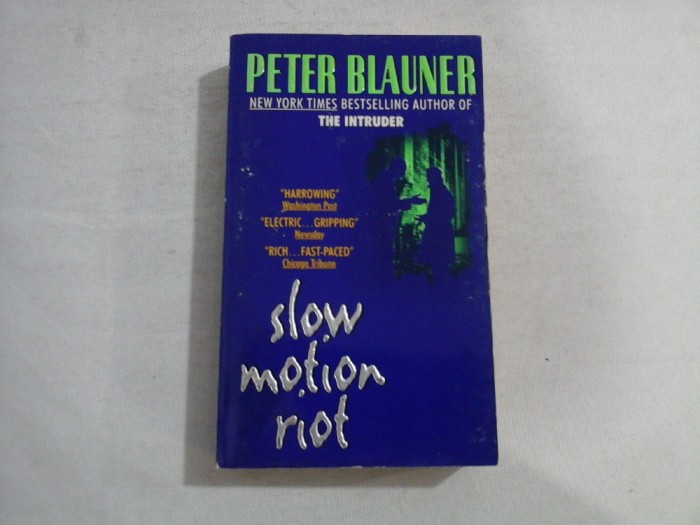 PETER BLAUNER
NEW YORK TIMES BESTSELLING AUTHOR OF
THE INTRUDER
"HARROWING"
Washington Post
"ELECTRIC...GRIPPING"
Newsday
"RICH...FAST-PACED"
Chicago Tribune
slow
motion
riot